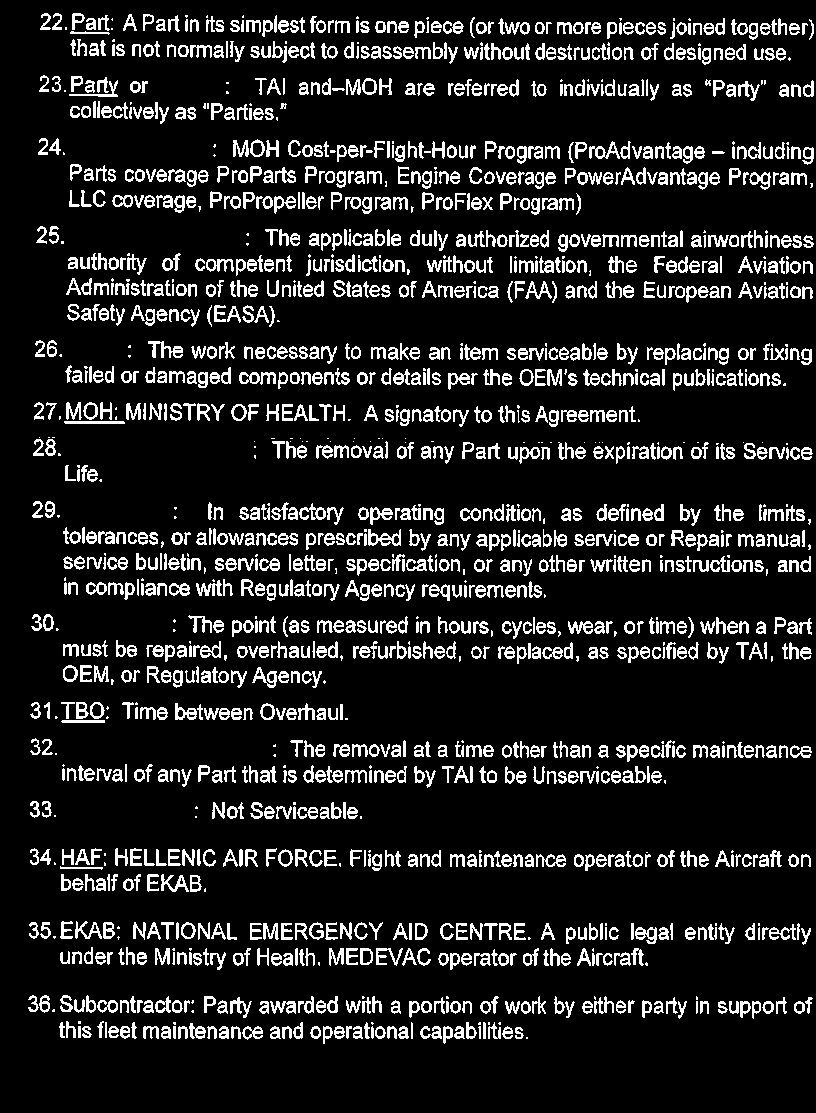 22. Part: A Part in its simplest form is one piece (or two or more pieces joined together)
that is not normally subject to disassembly without destruction of designed use.
23. Party or : TAI and–MOH are referred to individually as “Party” and
collectively as "Parties."
24. : MOH Cost-per-Flight-Hour Program (ProAdvantage – including
Parts coverage ProParts Program, Engine Coverage PowerAdvantage Program,
LLC coverage, ProPropeller Program, ProFlex Program)
25. : The applicable duly authorized governmental airworthiness
authority of competent jurisdiction, without limitation, the Federal Aviation
Administration of the United States of America (FAA) and the European Aviation
Safety Agency (EASA).
26. : The work necessary to make an item serviceable by replacing or fixing
failed or damaged components or details per the OEM's technical publications.
27. MOH: MINISTRY OF HEALTH. A signatory to this Agreement.
28. : The removal of any Part upon the expiration of its Service
Life.
29. : In satisfactory operating condition, as defined by the limits,
tolerances, or allowances prescribed by any applicable service or Repair manual,
service bulletin, service letter, specification, or any other written instructions, and
in compliance with Regulatory Agency requirements.
30. : The point (as measured in hours, cycles, wear, or time) when a Part
must be repaired, overhauled, refurbished, or replaced, as specified by TAI, the
OEM, or Regulatory Agency.
31. TBO: Time between Overhaul.
32. : The removal at a time other than a specific maintenance
interval of any Part that is determined by TAI to be Unserviceable.
33. : Not Serviceable.
34. HAF: HELLENIC AIR FORCE. Flight and maintenance operator of the Aircraft on
behalf of EKAB.
35. EKAB: NATIONAL EMERGENCY AID CENTRE. A public legal entity directly
under the Ministry of Health. MEDEVAC operator of the Aircraft.
36. Subcontractor: Party awarded with a portion of work by either party in support of
this fleet maintenance and operational capabilities.